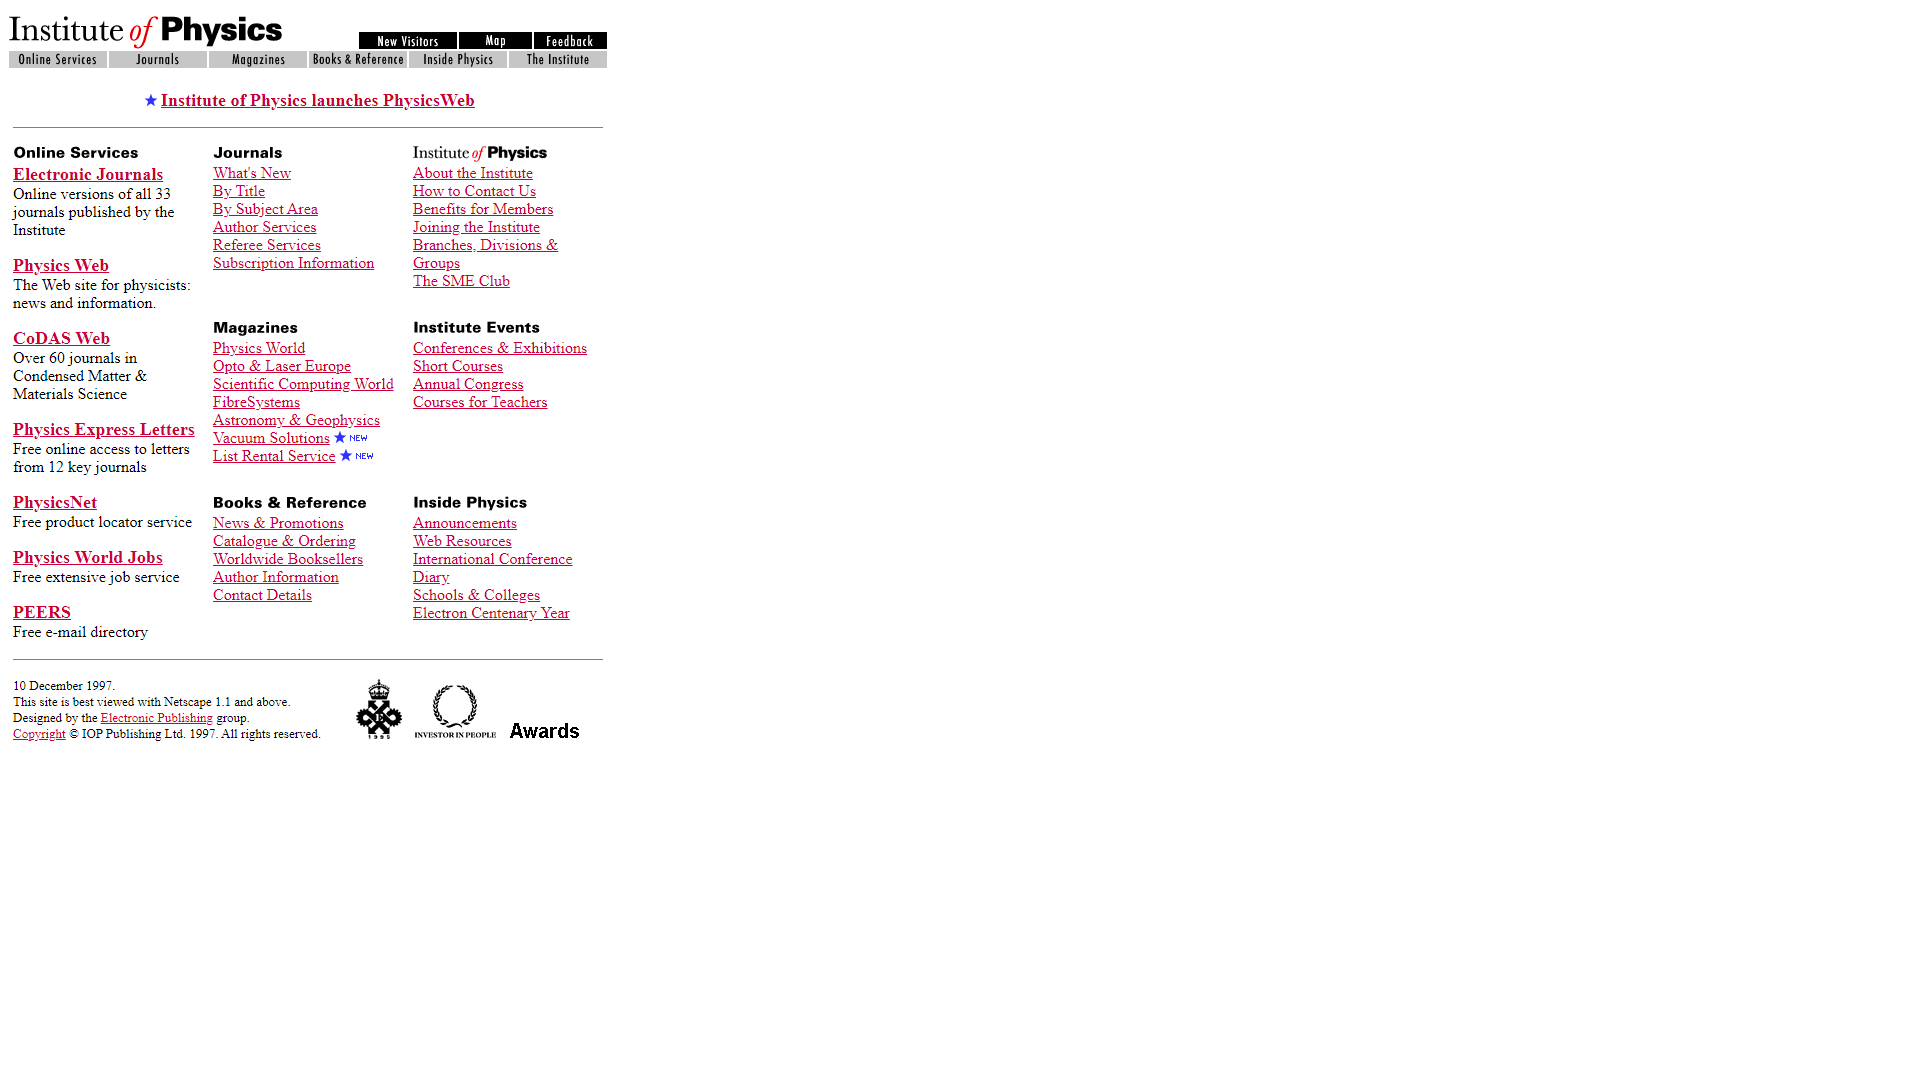 Institute of Physics
New Visitors
Map
Feedback
Online Services
Journals
Magazines
Books & Reference
Inside Physics
The Institute
Institute of Physics launches PhysicsWeb
Online Services
Electronic Journals
Online versions of all 33
journals published by the
Institute
Physics Web
The Web site for physicists:
news and information.
CoDAS Web
Over 60 journals in
Condensed Matter &
Materials Science
Physics Express Letters
Free online access to letters
from 12 key journals
PhysicsNet
Free product locator service
Physics World Jobs
Free extensive job service
PEERS
Free e-mail directory
Journals
What's New
By Title
By Subject Area
Author Services
Referee Services
Subscription Information
Magazines
Physics World
Opto & Laser Europe
Scientific Computing World
FibreSystems
Astronomy & Geophysics
Vacuum Solutions NEW
List Rental Service NEW
Books & Reference
News & Promotions
Catalogue & Ordering
Worldwide Booksellers
Author Information
Contact Details
Institute of Physics
About the Institute
How to Contact Us
Benefits for Members
Joining the Institute
Branches, Divisions &
Groups
The SME Club
Institute Events
Conferences & Exhibitions
Short Courses
Annual Congress
Courses for Teachers
Inside Physics
Announcements
Web Resources
International Conference
Diary
Schools & Colleges
Electron Centenary Year
10 December 1997.
This site is best viewed with Netscape 1.1 and above.
Designed by the Electronic Publishing group.
Copyright © IOP Publishing Ltd. 1997. All rights reserved.
1995
INVESTOR IN PEOPLE
Awards